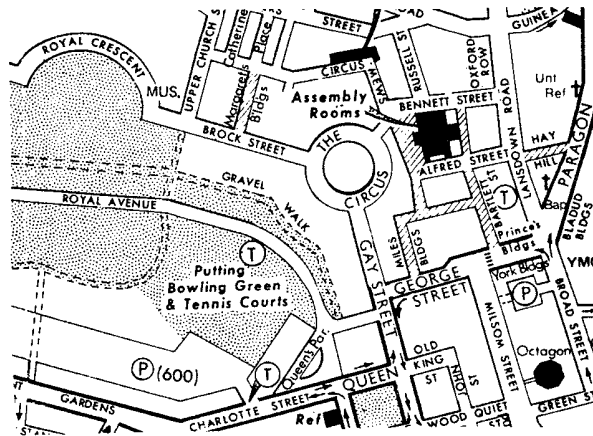 STREET
ROAD
GUINEA
ROYAL CRESCENT
UPPER CHURCH ST
Catherine
Place
CIRCUS
MEWS
RUSSELL ST
OXFORD
ROW
MUS.
Margaret's
Bldgs
Unt
Ref
Assembly
Rooms
BENNETT STREET
LANSDOWN ROAD
PARAGON
BROCK STREET
THE
CIRCUS
ALFRED STREET
HAY
HILL
GRAVEL
WALK
ROYAL AVENUE
BARTLETT ST
T
Bap
BLADUD
BLDGS
T
Putting
Bowling Green
& Tennis Courts
GAY STREET
MILES
BLDGS
Prince's
Bldgs
GEORGE
STREET
York Bldgs
YMC
P
MILSOM STREET
BROAD STREET
Octagon
Queen's Par.
OLD
KING
ST
JOHN
ST
P (600)
T
QUEEN
GARDENS
CHARLOTTE STREET
Ref
WOOD
QUIET
ST
GREEN ST